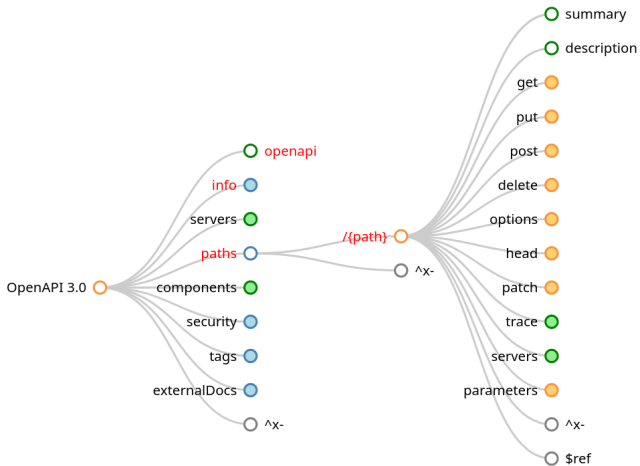 OpenAPI 3.0
openapi
info
servers
paths
components
security
tags
externalDocs
^x-
/{path}
^x-
summary
description
get
put
post
delete
options
head
patch
trace
servers
parameters
^x-
$ref